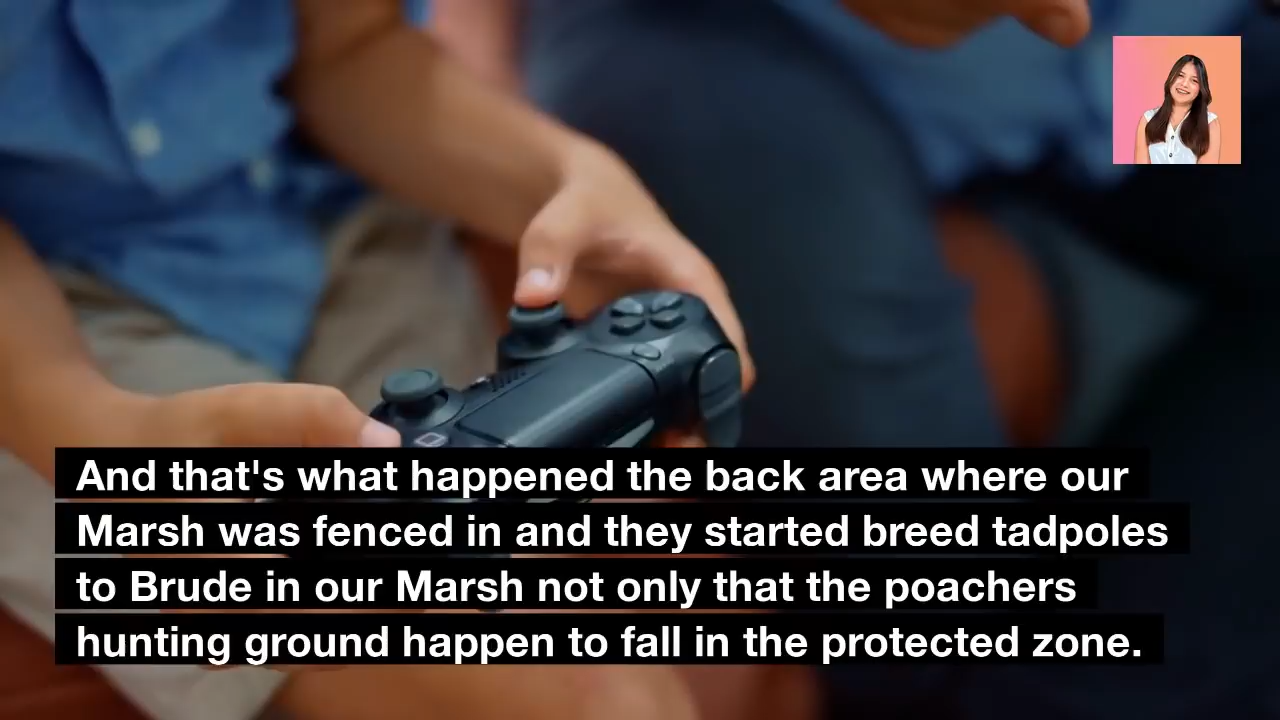 And that's what happened the back area where our
Marsh was fenced in and they started breed tadpoles
to Brude in our Marsh not only that the poachers
hunting ground happen to fall in the protected zone.